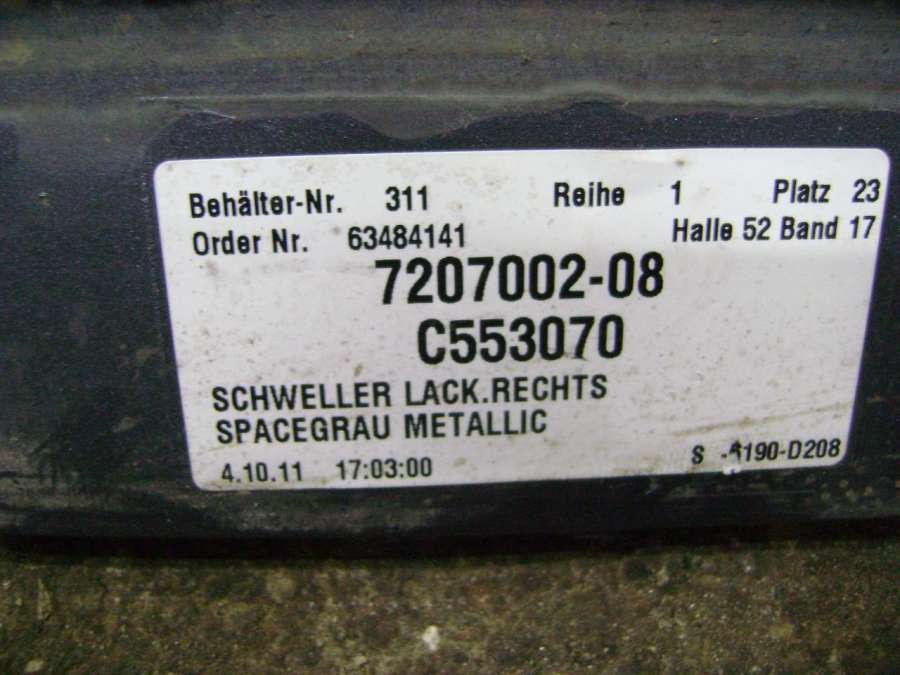 Behälter-Nr. 311 Reihe 1 Platz 23
Order Nr. 63484141 Halle 52 Band 17
7207002-08
C553070
SCHWELLER LACK.RECHTS
SPACEGRAU METALLIC
4.10.11 17:03:00 S